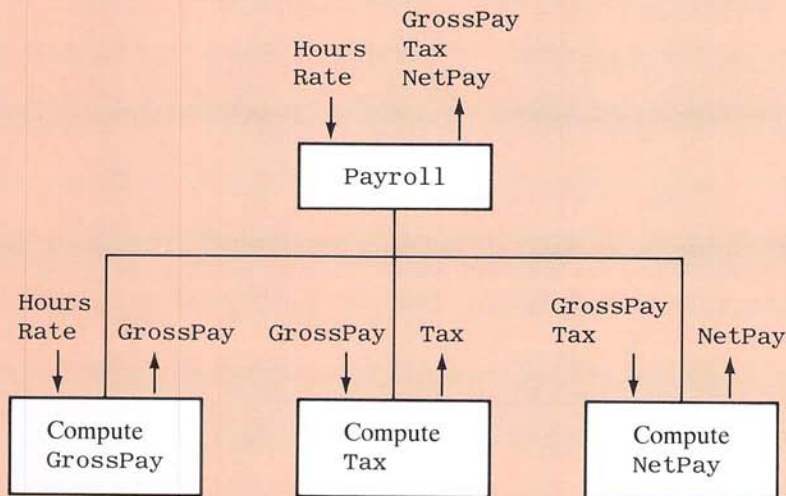 Hours
Rate
GrossPay
Tax
NetPay
Payroll
Hours
Rate
GrossPay
GrossPay
Tax
GrossPay
Tax
NetPay
Compute
GrossPay
Compute
Tax
Compute
NetPay